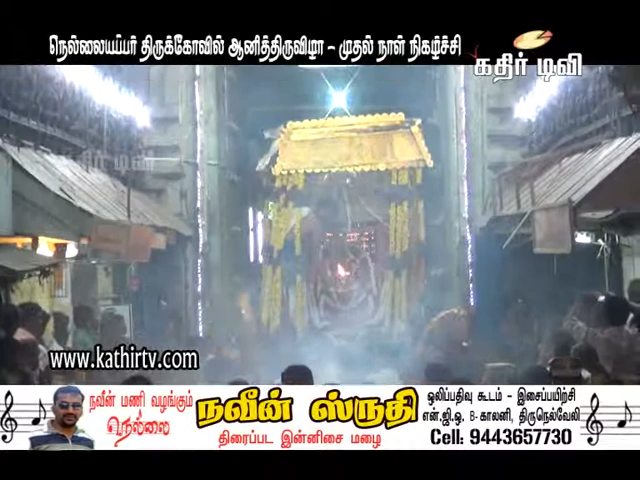 நெல்லையப்பர் திருக்கோவில் ஆனித்திருவிழா - முதல் நாள் நிகழ்ச்சி
கதிர் டிவி
கதிர் டிவி
www.kathirtv.com
நவீன் மணி வழங்கும்
நெல்லை
நவீன் ஸ்ருதி
திரைப்பட இன்னிசை மழை
ஒலிப்பதிவு கூடம் - இசைப்பயிற்சி
என்.ஜி.ஓ. B- காலனி, திருநெல்வேலி
Cell: 9443657730